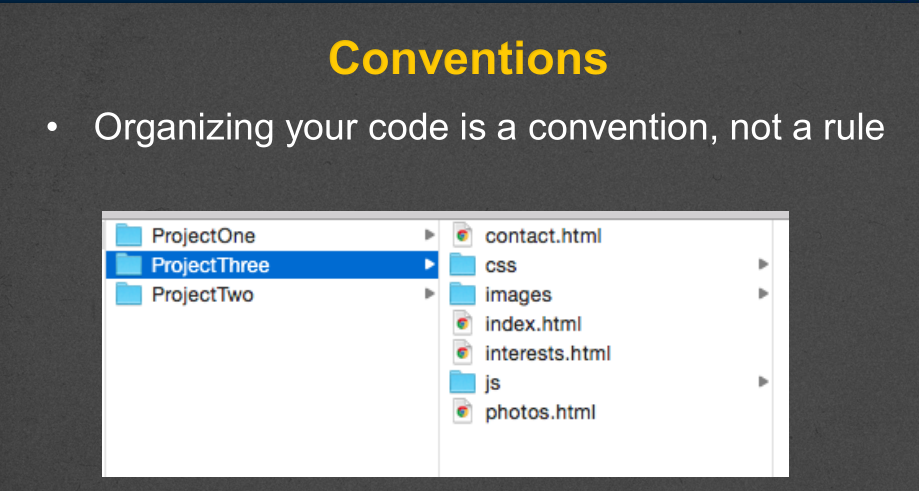 Conventions
• Organizing your code is a convention, not a rule
ProjectOne
ProjectThree
ProjectTwo
contact.html
css
images
index.html
interests.html
js
photos.html